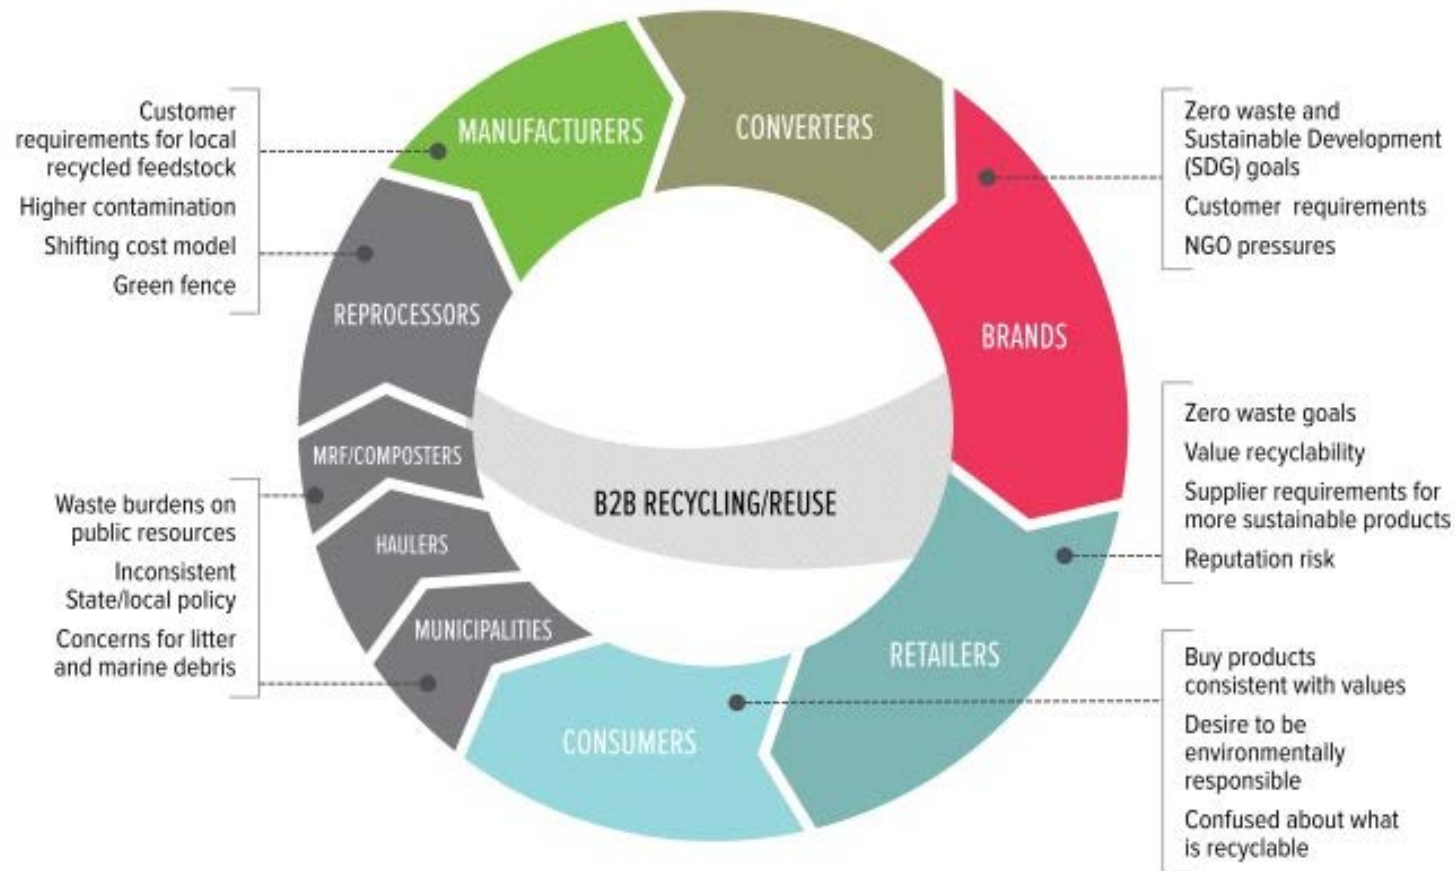 Customer
requirements for local
recycled feedstock
Higher contamination
Shifting cost model
Green fence
Waste burdens on
public resources
Inconsistent
State/local policy
Concerns for litter
and marine debris
MANUFACTURERS
CONVERTERS
BRANDS
RETAILERS
CONSUMERS
MUNICIPALITIES
HAULERS
MRF/COMPOSTERS
REPROCESSORS
B2B RECYCLING/REUSE
Zero waste and
Sustainable Development
(SDG) goals
Customer requirements
NGO pressures
Zero waste goals
Value recyclability
Supplier requirements for
more sustainable products
Reputation risk
Buy products
consistent with values
Desire to be
environmentally
responsible
Confused about what
is recyclable